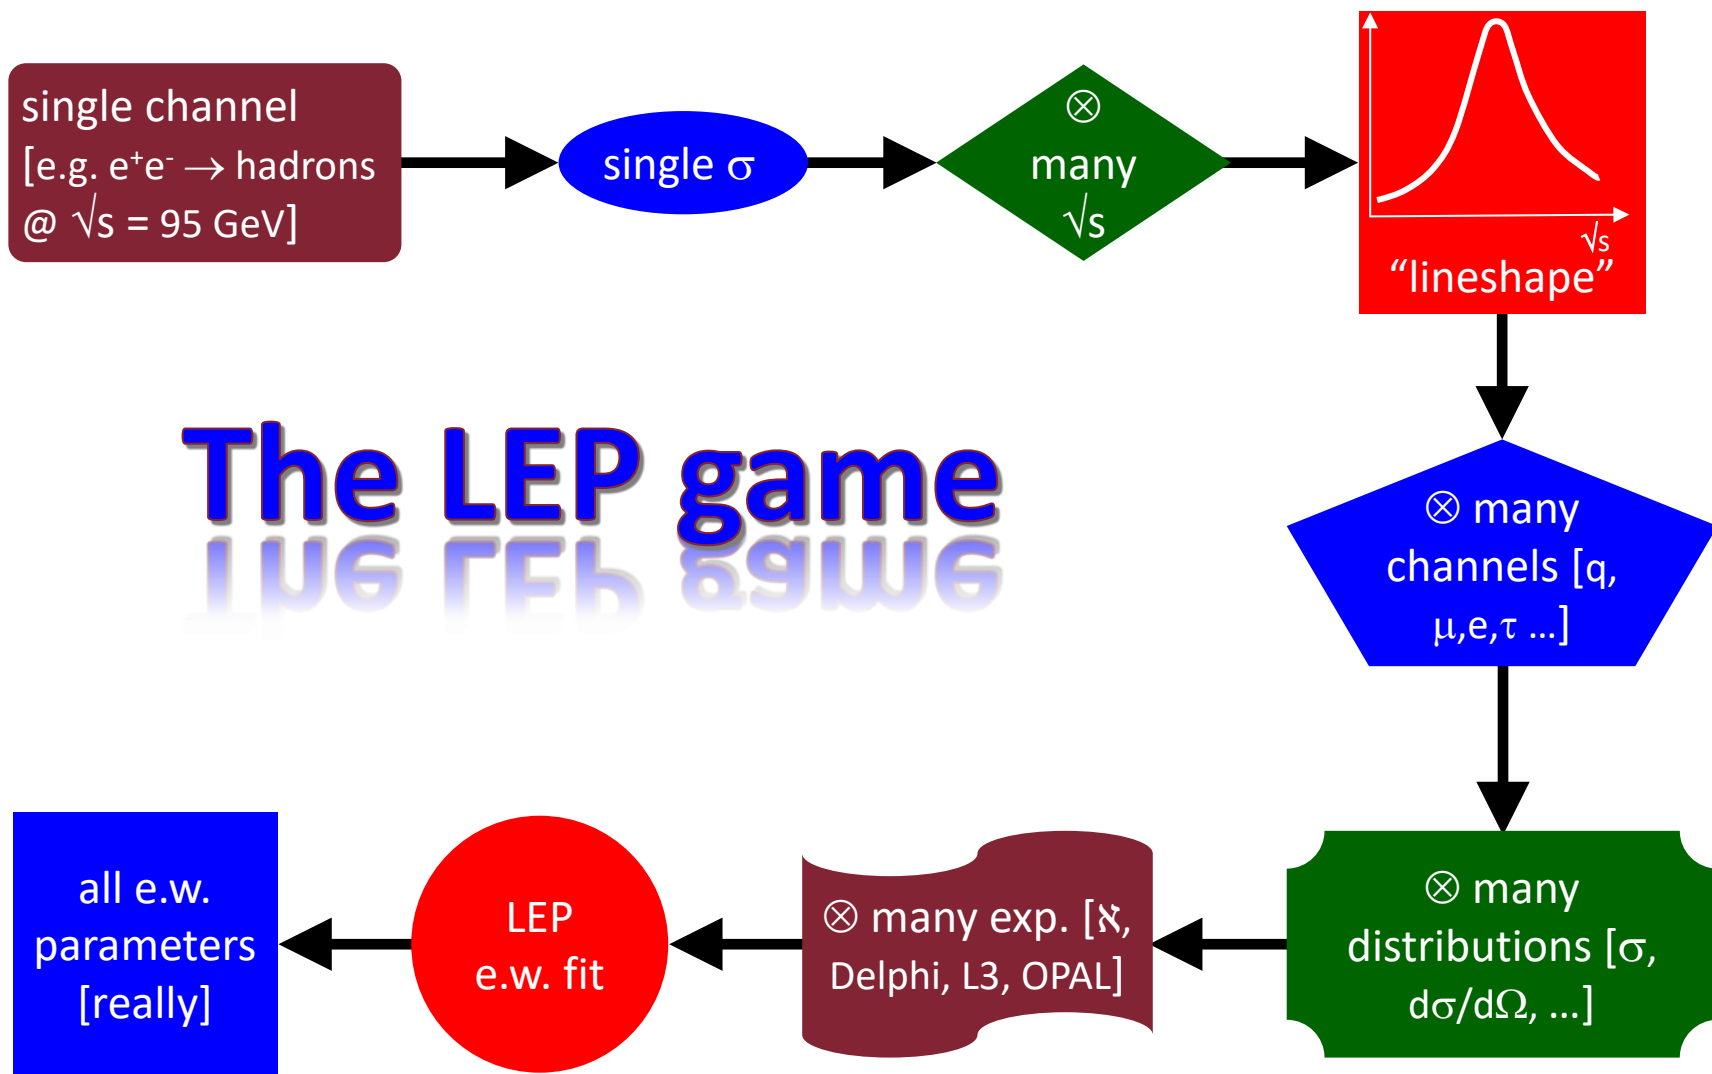 single channel
[e.g. e⁺e⁻ → hadrons
@ √s = 95 GeV]
single σ
⊗
many
√s
√s
“lineshape”
The LEP game
⊗ many
channels [q,
μ,e,τ ...]
⊗ many
distributions [σ,
dσ/dΩ, ...]
⊗ many exp. [ℵ,
Delphi, L3, OPAL]
LEP
e.w. fit
all e.w.
parameters
[really]